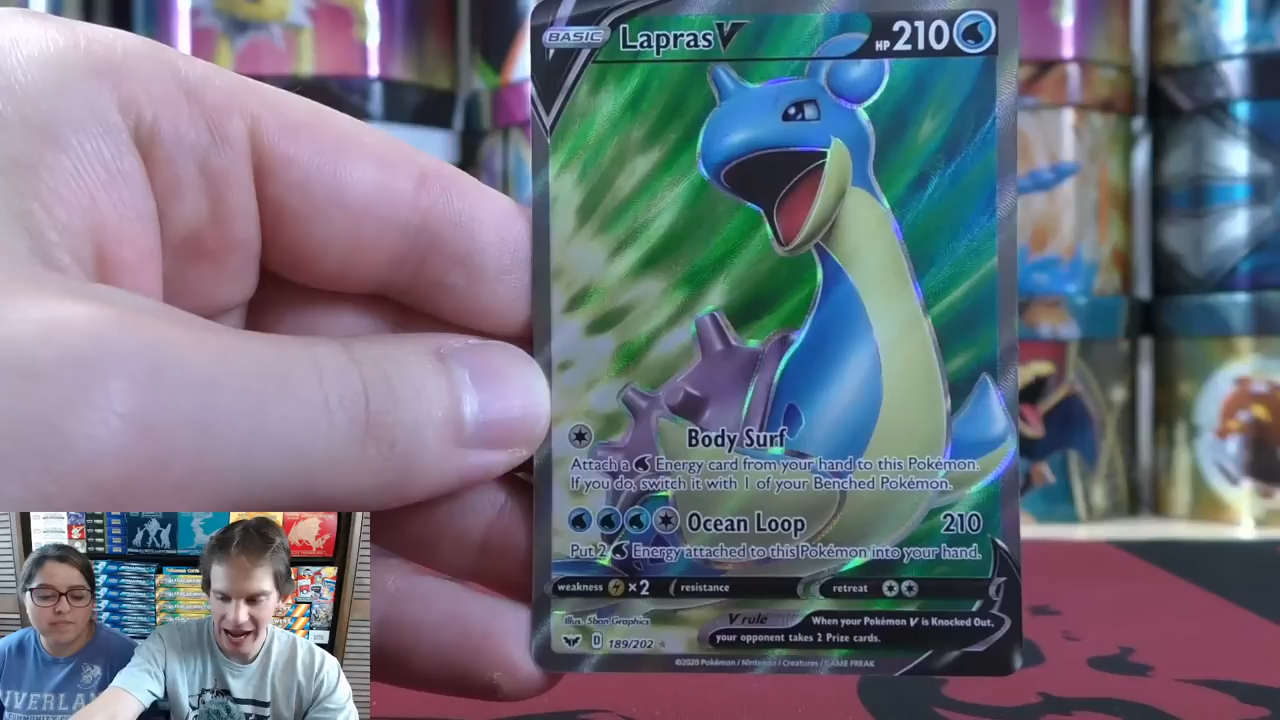 BASIC Lapras V HP 210
Body Surf
Attach a Energy card from your hand to this Pokémon.
If you do, switch it with 1 of your Benched Pokémon.
Ocean Loop 210
Put 2 Energy attached to this Pokémon into your hand.
weakness ×2 resistance retreat
Illus. 5ban Graphics
V rule When your Pokémon V is Knocked Out,
your opponent takes 2 Prize cards.
D 189/202 ★
©2020 Pokémon / Nintendo / Creatures / GAME FREAK